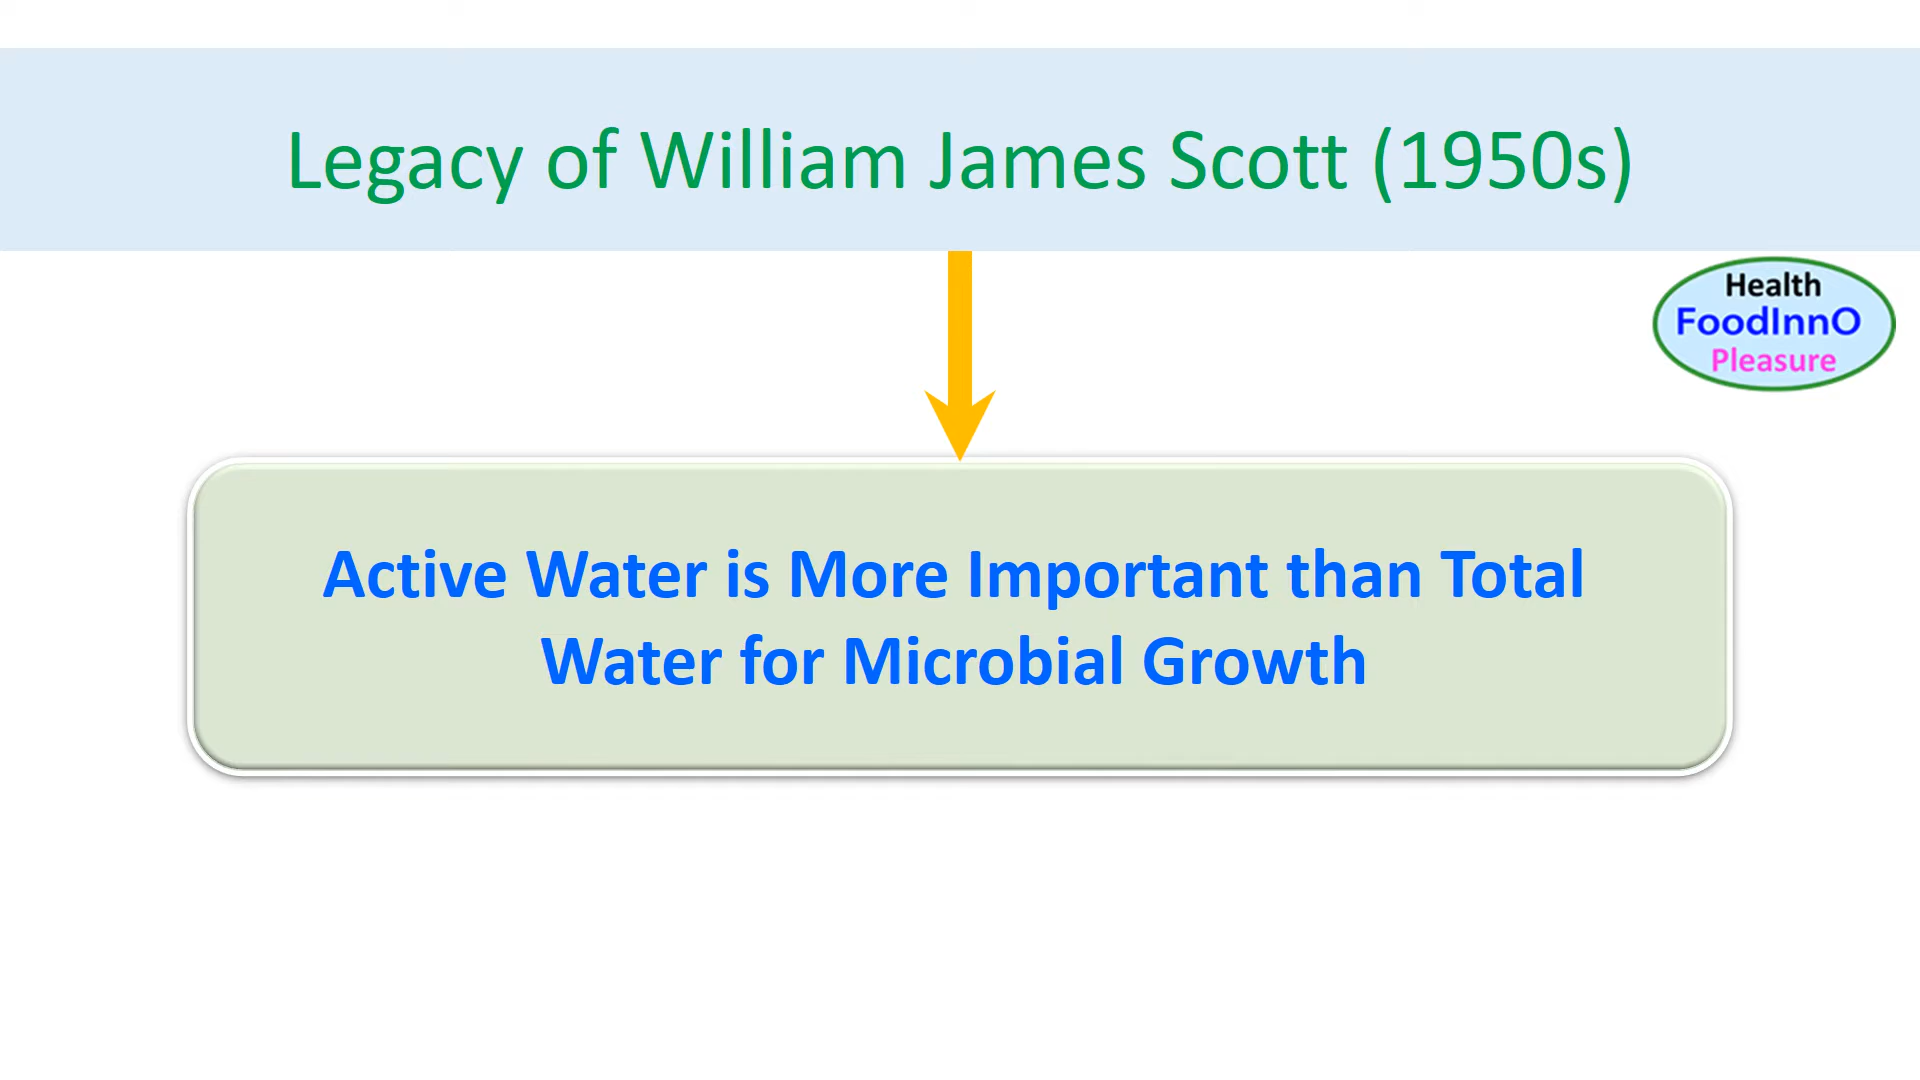 Legacy of William James Scott (1950s)
Health
FoodInnO
Pleasure
Active Water is More Important than Total
Water for Microbial Growth